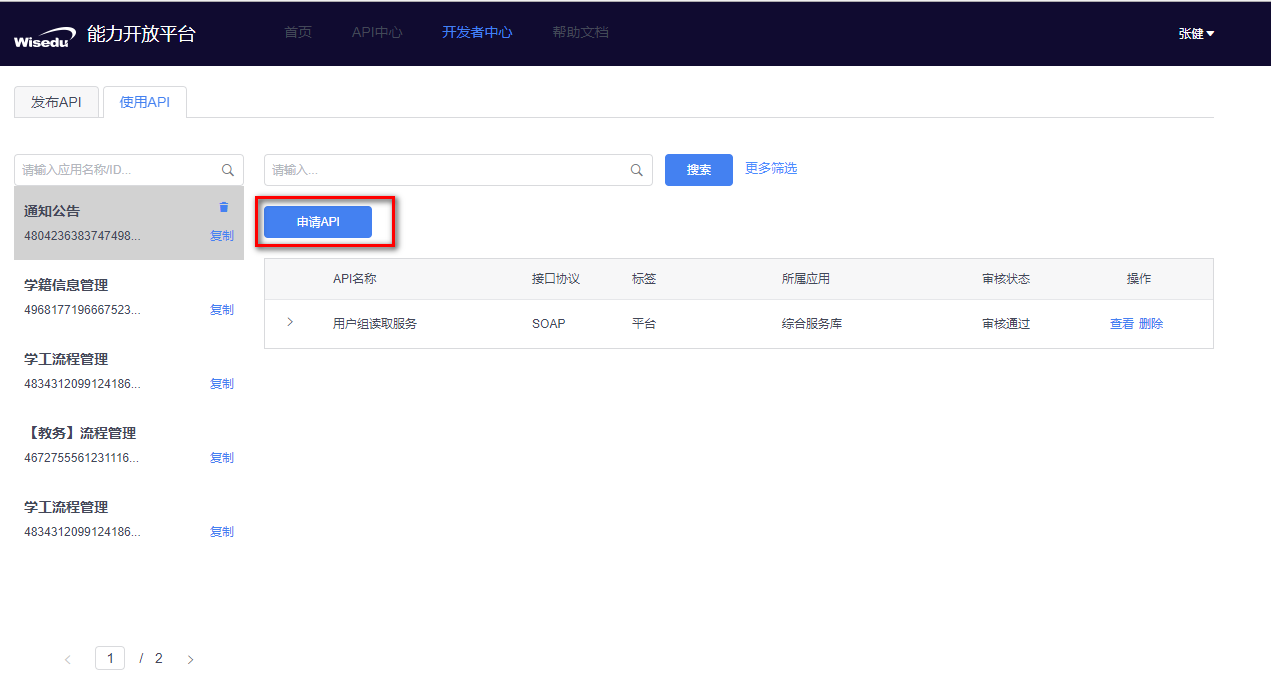 Wisedu 能力开放平台 首页 API中心 开发者中心 帮助文档 张健
发布API 使用API
请输入应用名称/ID... 请输入... 搜索 更多筛选
通知公告
4804236383747498... 复制
申请API
学籍信息管理
4968177196667523... 复制
学工流程管理
4834312099124186... 复制
【教务】流程管理
4672755561231116... 复制
学工流程管理
4834312099124186... 复制
API名称 接口协议 标签 所属应用 审核状态 操作
用户组读取服务 SOAP 平台 综合服务库 审核通过 查看 删除
1 / 2